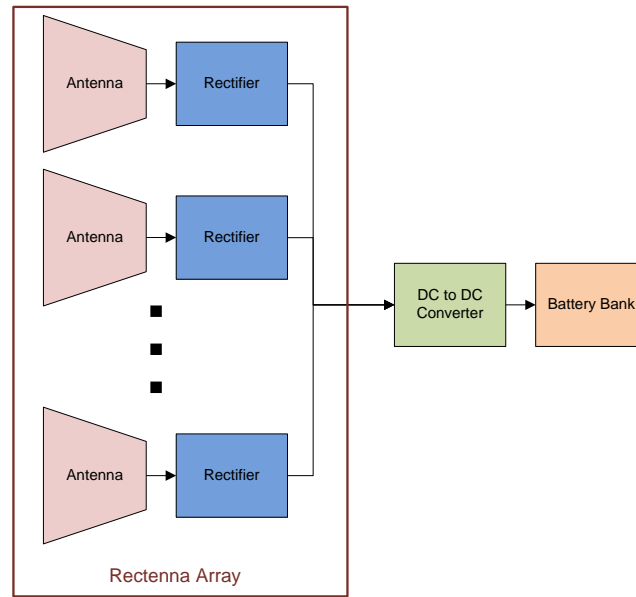 Antenna
Rectifier
Antenna
Rectifier
DC to DC
Converter
Battery Bank
Antenna
Rectifier
Rectenna Array